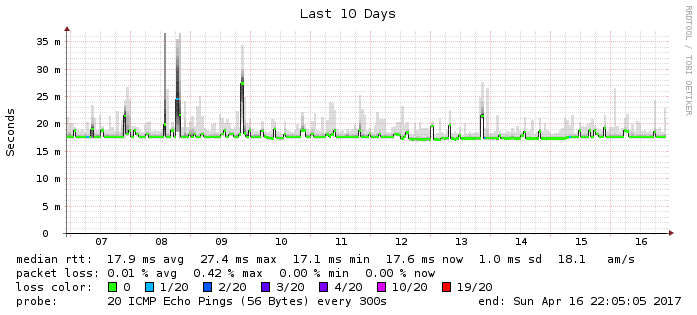 Last 10 Days
RRDTOOL / TOBI OETIKER
Seconds
35 m
30 m
25 m
20 m
15 m
10 m
5 m
0
07 08 09 10 11 12 13 14 15 16
median rtt: 17.9 ms avg 27.4 ms max 17.1 ms min 17.6 ms now 1.0 ms sd 18.1 am/s
packet loss: 0.01 % avg 0.42 % max 0.00 % min 0.00 % now
loss color: 0 1/20 2/20 3/20 4/20 10/20 19/20
probe: 20 ICMP Echo Pings (56 Bytes) every 300s end: Sun Apr 16 22:05:05 2017